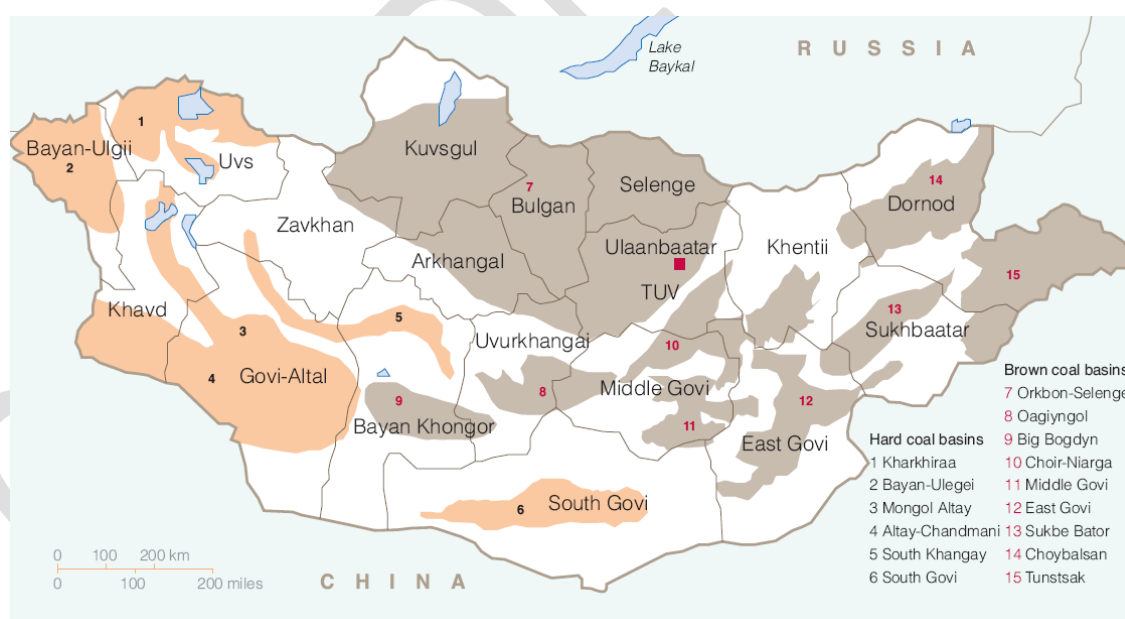 RUSSIA
Lake
Baykal
1
Bayan-Ulgii
2
Uvs
Kuvsgul
7
Bulgan
Selenge
14
Dornod
Zavkhan
Arkhangal
Ulaanbaatar
TUV
Khentii
15
Khavd
3
5
Uvurkhangai
10
13
Sukhbaatar
4
Govi-Altal
9
8
Middle Govi
12
Bayan Khongor
11
East Govi
6
South Govi
CHINA
0 100 200 km
0 100 200 miles
Hard coal basins
1 Kharkhiraa
2 Bayan-Ulegei
3 Mongol Altay
4 Altay-Chandmani
5 South Khangay
6 South Govi
Brown coal basins
7 Orkbon-Selenge
8 Oagiyngol
9 Big Bogdyn
10 Choir-Niarga
11 Middle Govi
12 East Govi
13 Sukbe Bator
14 Choybalsan
15 Tunstsak